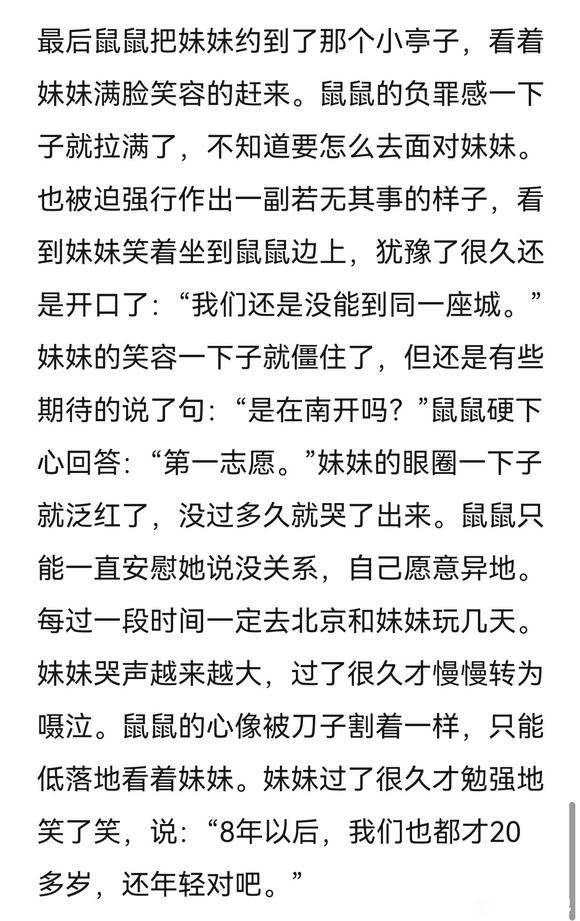 最后鼠鼠把妹妹约到了那个小亭子，看着
妹妹满脸笑容的赶来。鼠鼠的负罪感一下
子就拉满了，不知道要怎么去面对妹妹。
也被迫强行作出一副若无其事的样子，看
到妹妹笑着坐到鼠鼠边上，犹豫了很久还
是开口了：“我们还是没能到同一座城。”
妹妹的笑容一下子就僵住了，但还是有些
期待的说了句：“是在南开吗？”鼠鼠硬下
心回答：“第一志愿。”妹妹的眼圈一下子
就泛红了，没过多久就哭了出来。鼠鼠只
能一直安慰她说没关系，自己愿意异地。
每过一段时间一定去北京和妹妹玩几天。
妹妹哭声越来越大，过了很久才慢慢转为
嗫泣。鼠鼠的心像被刀子割着一样，只能
低落地看着妹妹。妹妹过了很久才勉强地
笑了笑，说：“8年以后，我们也都才20
多岁，还年轻对吧。”